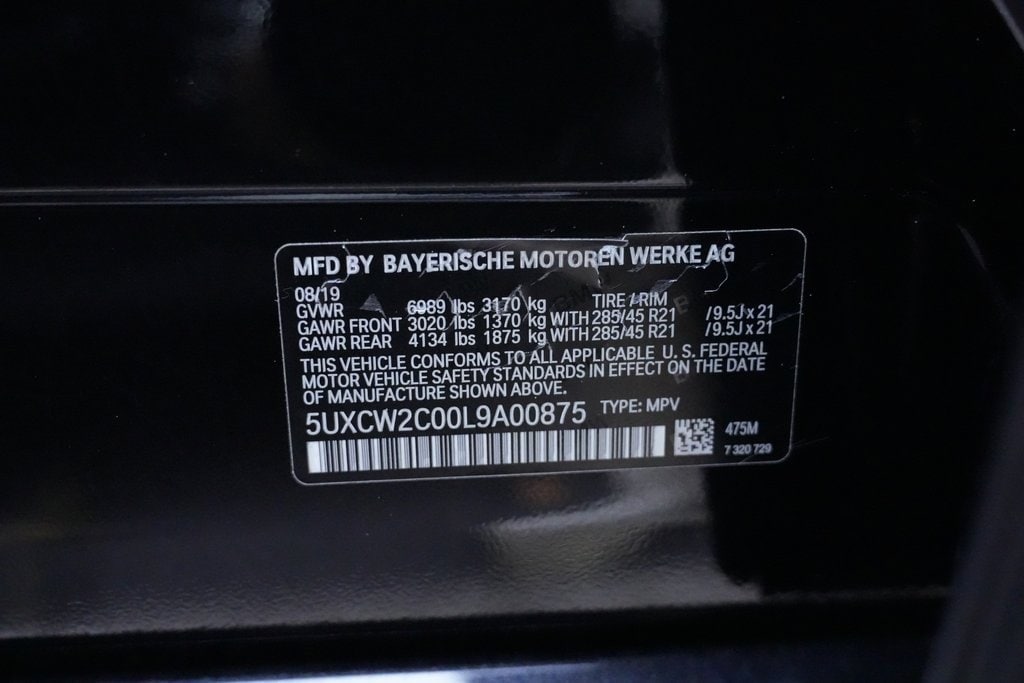 MFD BY BAYERISCHE MOTOREN WERKE AG
08/19
GVWR 6989 lbs 3170 kg TIRE / RIM
GAWR FRONT 3020 lbs 1370 kg WITH 285/45 R21 /9.5J x 21
GAWR REAR 4134 lbs 1875 kg WITH 285/45 R21 /9.5J x 21
THIS VEHICLE CONFORMS TO ALL APPLICABLE U.S. FEDERAL
MOTOR VEHICLE SAFETY STANDARDS IN EFFECT ON THE DATE
OF MANUFACTURE SHOWN ABOVE.
5UXCW2C00L9A00875 TYPE: MPV
475M
7 320 729